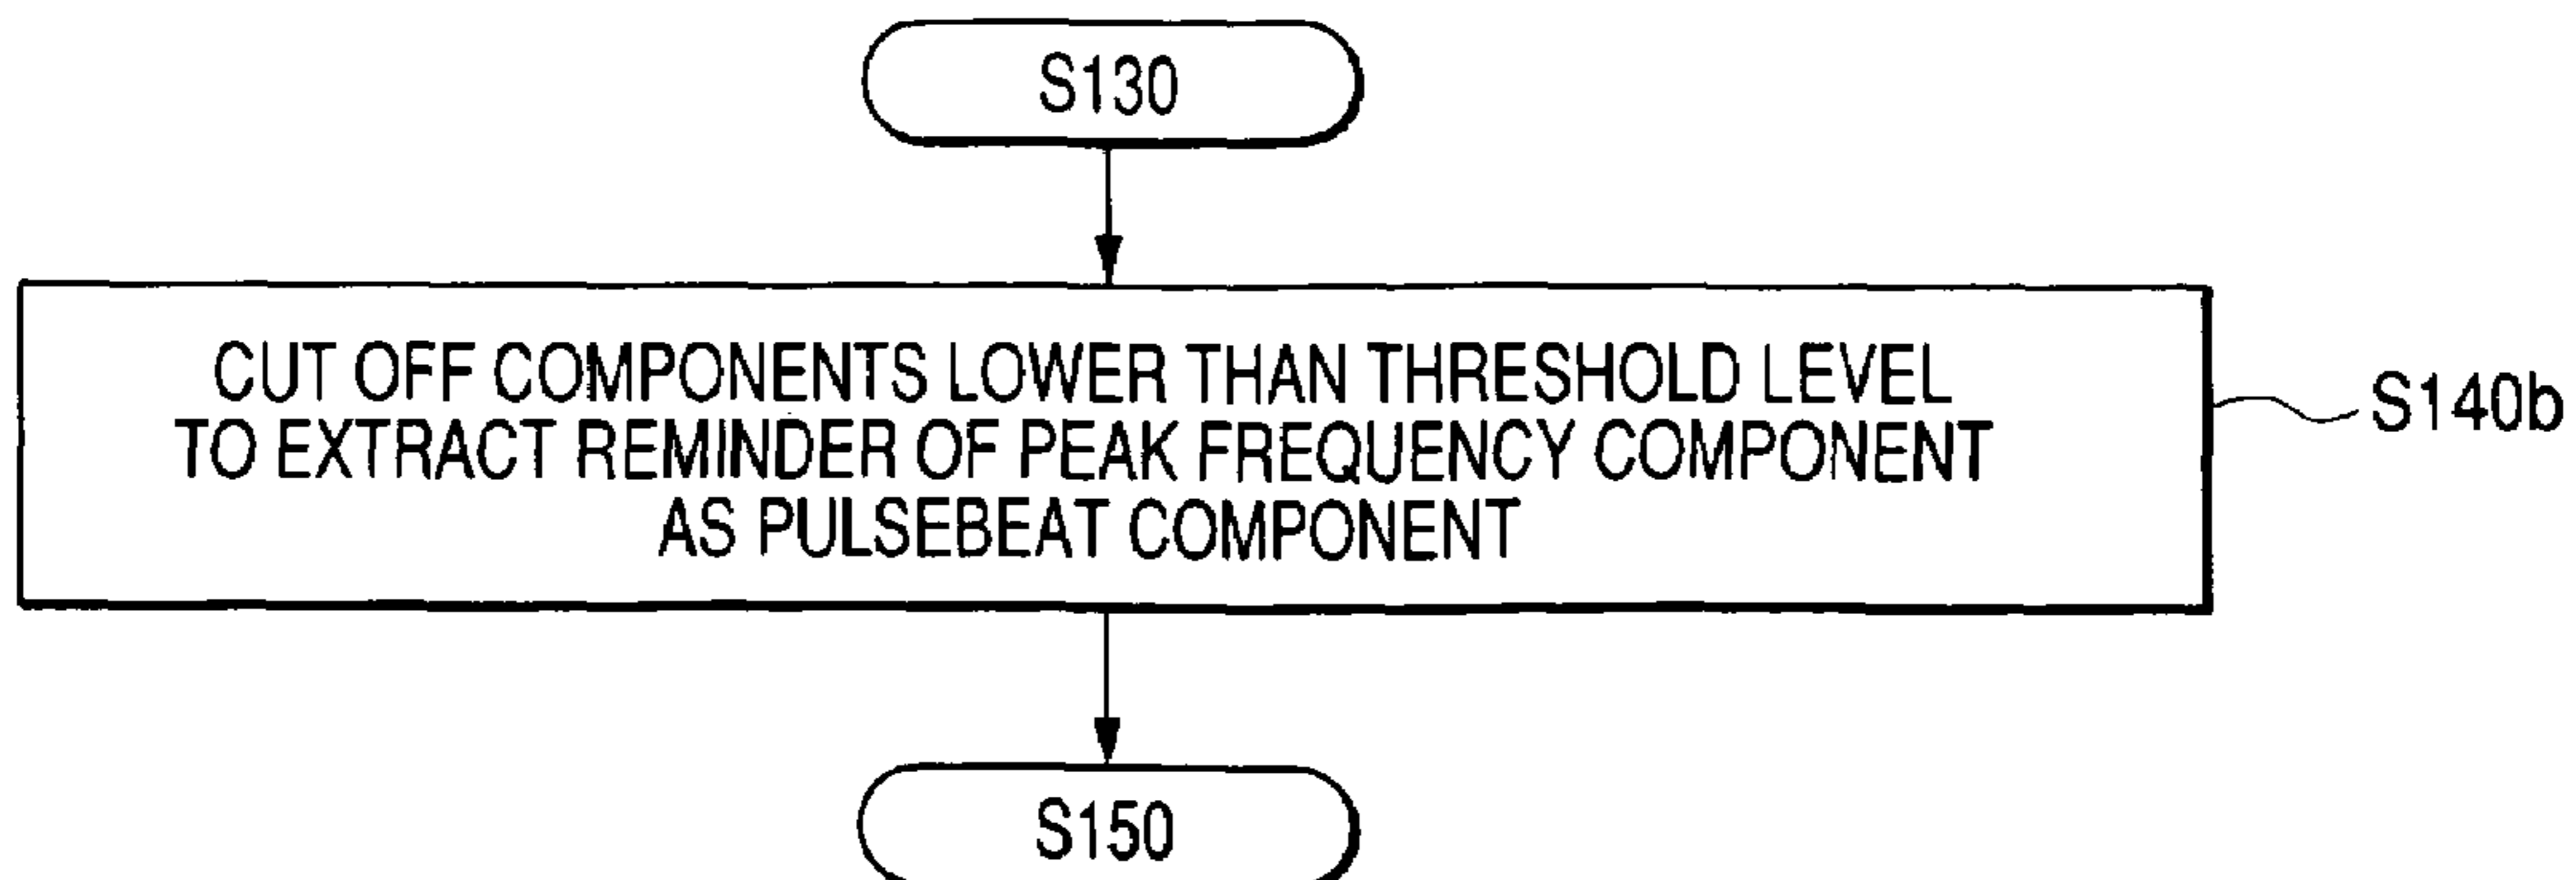 S130
CUT OFF COMPONENTS LOWER THAN THRESHOLD LEVEL
TO EXTRACT REMINDER OF PEAK FREQUENCY COMPONENT
AS PULSEBEAT COMPONENT
S140b
S150